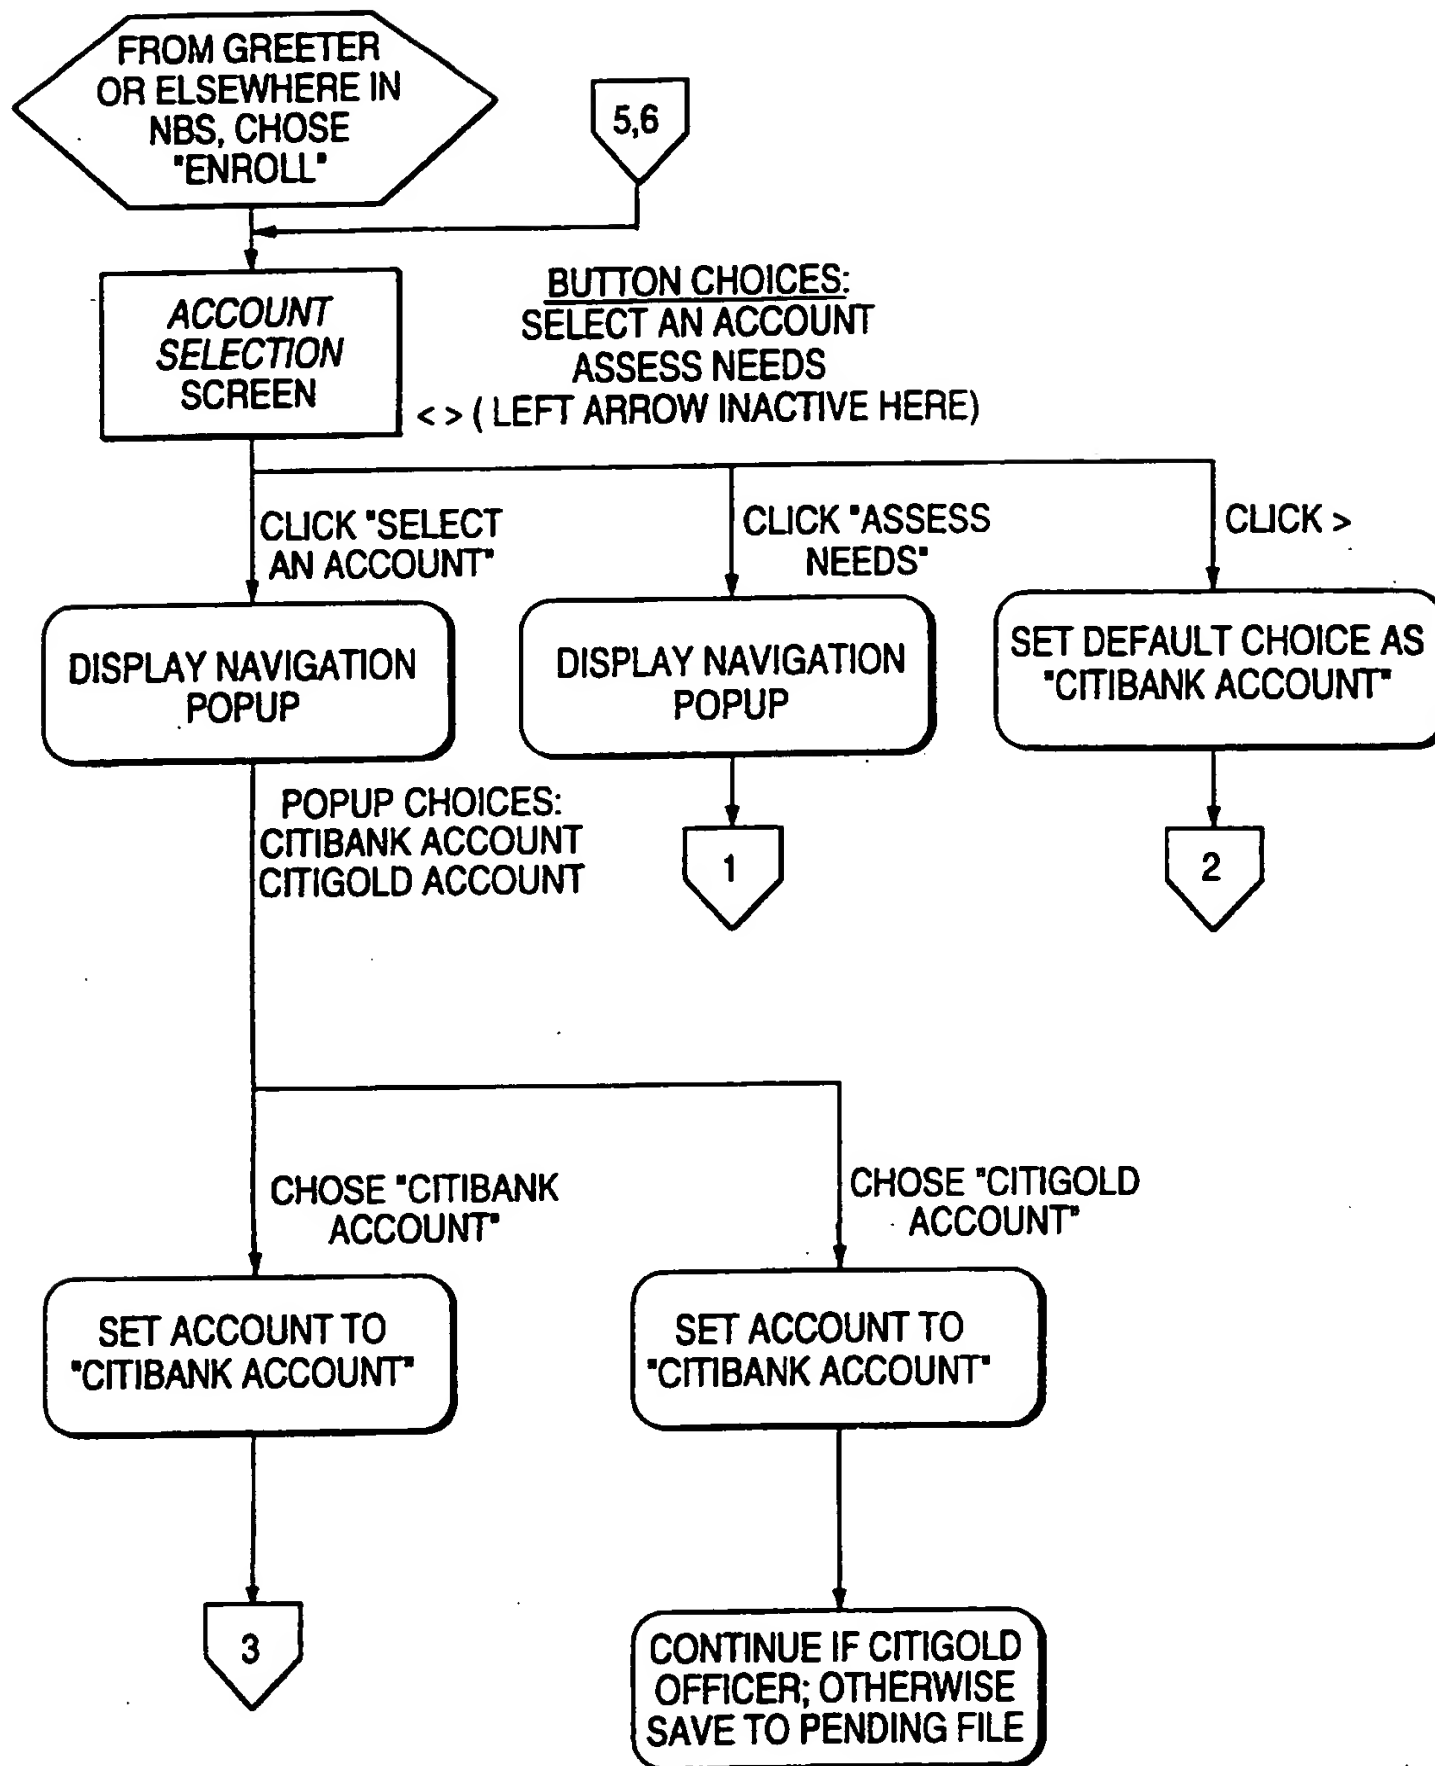 FROM GREETER
OR ELSEWHERE IN
NBS, CHOSE
"ENROLL"
5,6
ACCOUNT
SELECTION
SCREEN
BUTTON CHOICES:
SELECT AN ACCOUNT
ASSESS NEEDS
< > ( LEFT ARROW INACTIVE HERE)
CLICK "SELECT
AN ACCOUNT"
CLICK "ASSESS
NEEDS"
CLICK >
DISPLAY NAVIGATION
POPUP
DISPLAY NAVIGATION
POPUP
SET DEFAULT CHOICE AS
"CITIBANK ACCOUNT"
POPUP CHOICES:
CITIBANK ACCOUNT
CITIGOLD ACCOUNT
1
2
CHOSE "CITIBANK
ACCOUNT"
CHOSE "CITIGOLD
ACCOUNT"
SET ACCOUNT TO
"CITIBANK ACCOUNT"
SET ACCOUNT TO
"CITIBANK ACCOUNT"
3
CONTINUE IF CITIGOLD
OFFICER; OTHERWISE
SAVE TO PENDING FILE